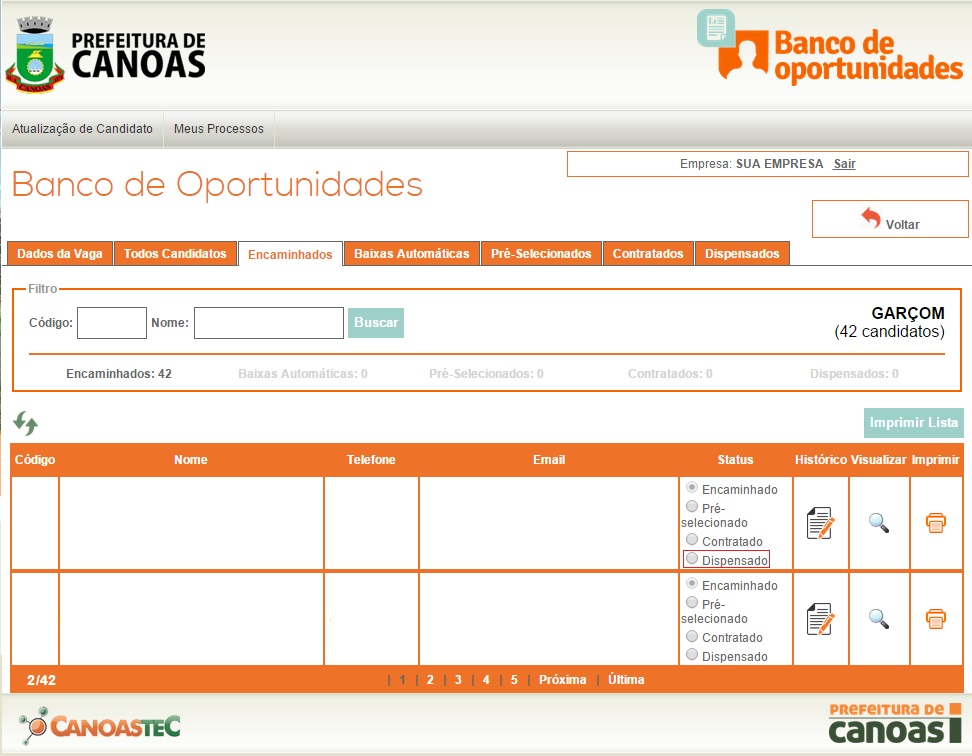 PREFEITURA DE
CANOAS
CANOAS
Banco de
oportunidades
Atualização de Candidato Meus Processos
Empresa: SUA EMPRESA Sair
Banco de Oportunidades
Voltar
Dados da Vaga Todos Candidatos Encaminhados Baixas Automáticas Pré-Selecionados Contratados Dispensados
Filtro
Código: Nome: Buscar
GARÇOM
(42 candidatos)
Encaminhados: 42 Baixas Automáticas: 0 Pré-Selecionados: 0 Contratados: 0 Dispensados: 0
Imprimir Lista
Código Nome Telefone Email Status Histórico Visualizar Imprimir
Encaminhado
Pré-
selecionado
Contratado
Dispensado
Encaminhado
Pré-
selecionado
Contratado
Dispensado
2/42 | 1 | 2 | 3 | 4 | 5 | Próxima | Última
CANOASTEC
PREFEITURA DE
canoas